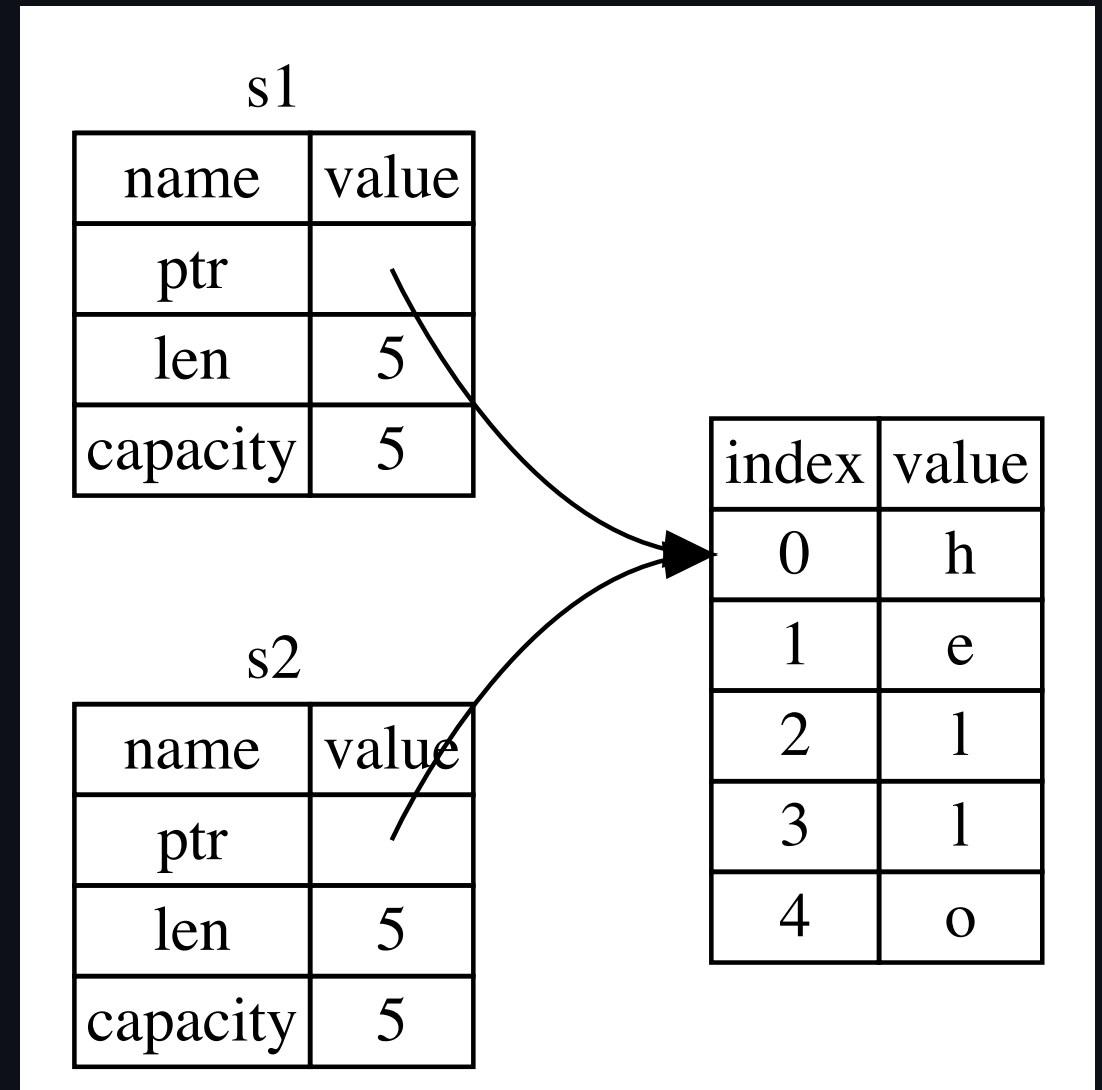 s1
name value
ptr
len 5
capacity 5
s2
name value
ptr
len 5
capacity 5
index value
0 h
1 e
2 l
3 l
4 o